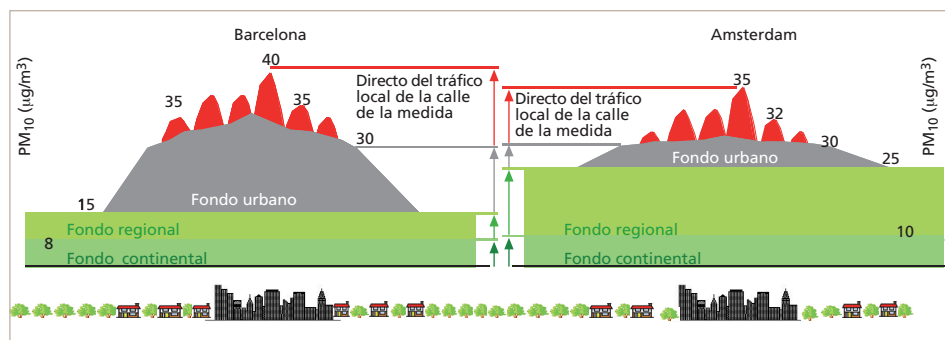 Barcelona
PM10 (µg/m³)
40
35
35
30
15
8
Directo del tráfico
local de la calle
de la medida
Fondo urbano
Fondo regional
Fondo continental
Amsterdam
PM10 (µg/m³)
35
32
30
25
10
Directo del tráfico
local de la calle
de la medida
Fondo urbano
Fondo regional
Fondo continental